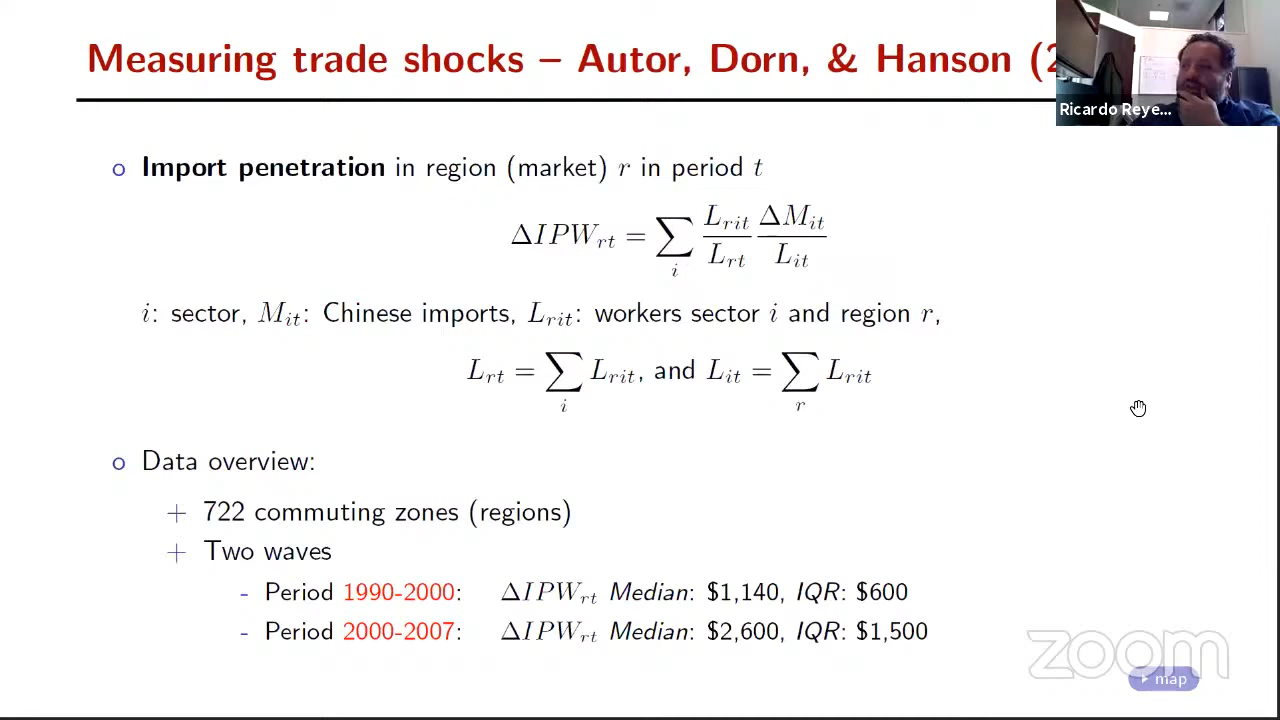 Measuring trade shocks – Autor, Dorn, & Hanson (2
Ricardo Reye...
o Import penetration in region (market) r in period t
ΔIPW_rt = ∑_i L_rit/L_rt ΔM_it/L_it
i: sector, M_it: Chinese imports, L_rit: workers sector i and region r,
L_rt = ∑_i L_rit, and L_it = ∑_r L_rit
o Data overview:
+ 722 commuting zones (regions)
+ Two waves
- Period 1990-2000: ΔIPW_rt Median: $1,140, IQR: $600
- Period 2000-2007: ΔIPW_rt Median: $2,600, IQR: $1,500
zoom
map